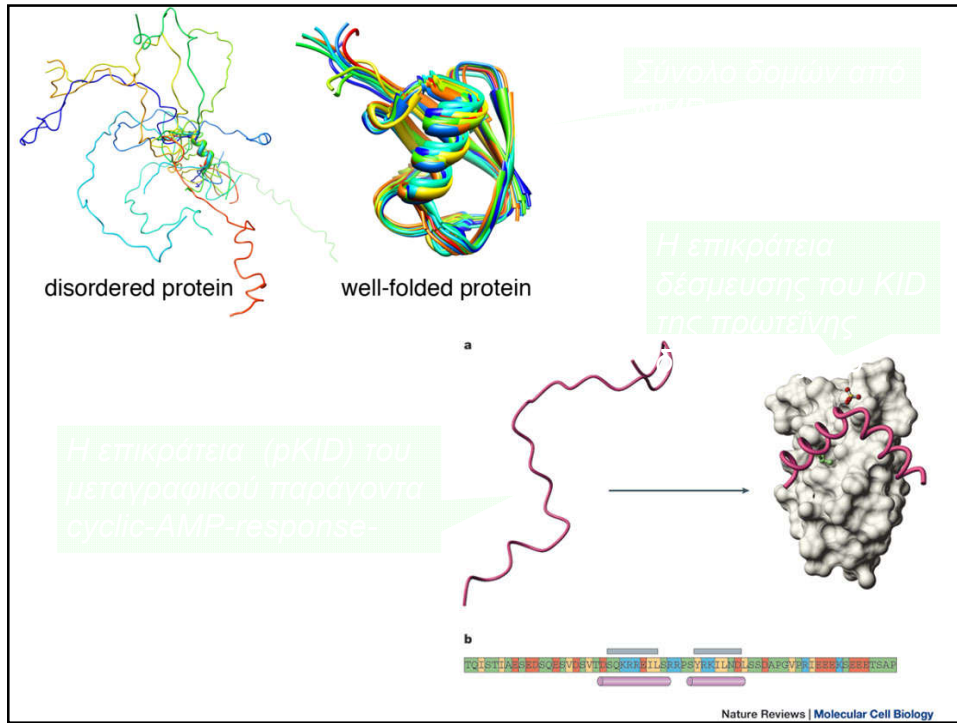 Σύνολο δομών από
disordered protein
well-folded protein
Η επικράτεια
δέσμευσης του KID
της πρωτεΐνης
a
Η επικράτεια (pKID) του
μεταγραφικού παράγοντα
cyclic-AMP-response-
b
TQISTIAESEDSQESVDSVTDSQKRREILSRRPSYRKILNDLSSDAPGVPRIEEEKSEEETSAP
Nature Reviews | Molecular Cell Biology